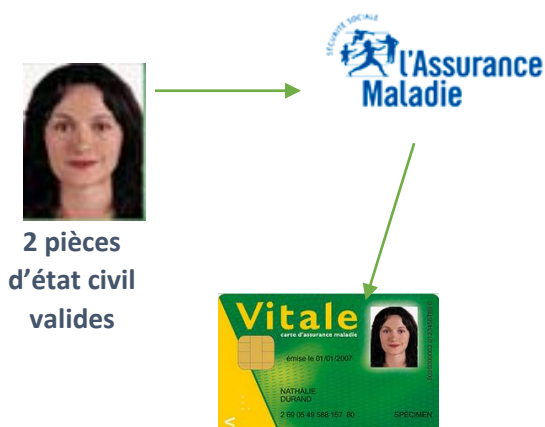 SÉCURITÉ SOCIALE
l'Assurance
Maladie
2 pièces
d'état civil
valides
Vitale
carte d'assurance maladie
émise le 01/01/2007
NATHALIE
DURAND
2 69 05 49 588 157 80
SPECIMEN